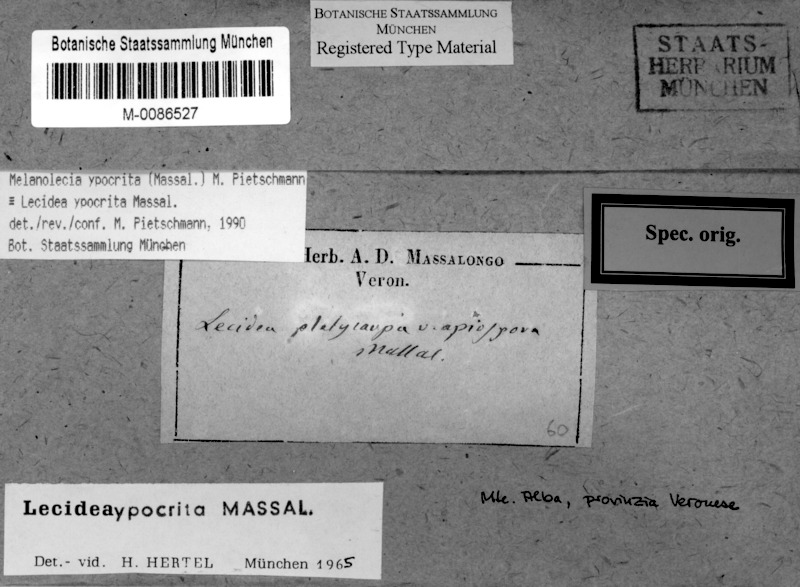 Botanische Staatssammlung München
M-0086527
BOTANISCHE STAATSSAMMLUNG
MÜNCHEN
Registered Type Material
STAATS-
HERBARIUM
MÜNCHEN
Melanolecia ypocrita (Massal.) M. Pietschmann
≡ Lecidea ypocrita Massal.
det./rev./conf. M. Pietschmann, 1990
Bot. Staatssammlung München
Spec. orig.
Herb. A. D. MASSALONGO
Veron.
Lecidea platycarpa v. apiospora
Massal.
60
Lecidea ypocrita MASSAL.
Det.- vid. H. HERTEL München 1965
Mte. Alba, provinzia Veronese